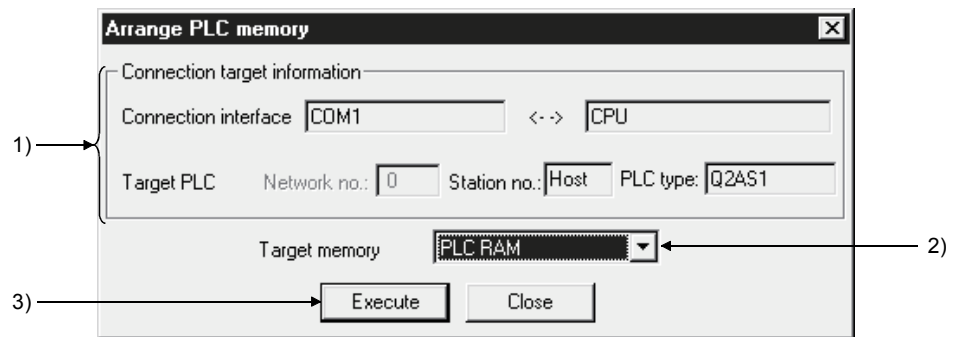 Arrange PLC memory
Connection target information
Connection interface COM1 <--> CPU
1)
Target PLC Network no.: 0 Station no.: Host PLC type: Q2AS1
Target memory PLC RAM 2)
3) Execute Close